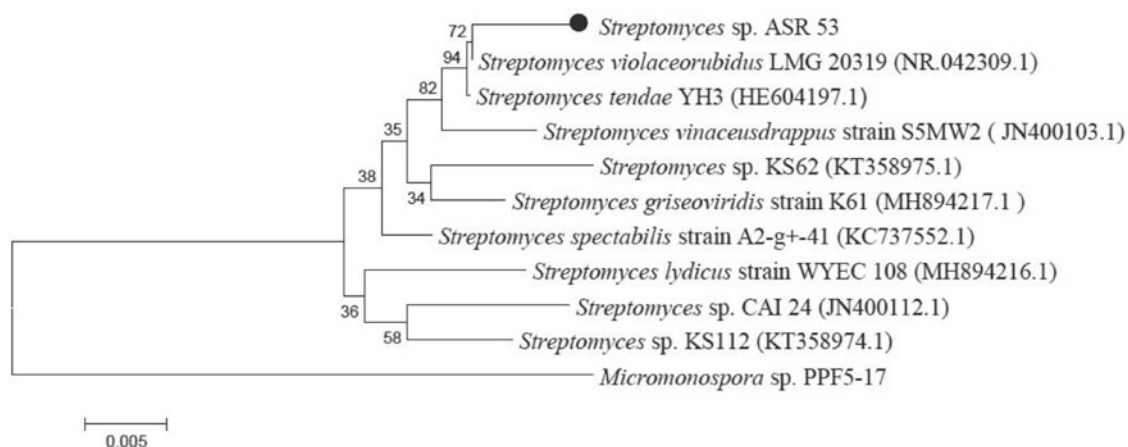 72 Streptomyces sp. ASR 53
94 Streptomyces violaceorubidus LMG 20319 (NR.042309.1)
82 Streptomyces tendae YH3 (HE604197.1)
35 Streptomyces vinaceusdrappus strain S5MW2 ( JN400103.1)
38 Streptomyces sp. KS62 (KT358975.1)
34 Streptomyces griseoviridis strain K61 (MH894217.1 )
Streptomyces spectabilis strain A2-g+-41 (KC737552.1)
Streptomyces lydicus strain WYEC 108 (MH894216.1)
36 Streptomyces sp. CAI 24 (JN400112.1)
58 Streptomyces sp. KS112 (KT358974.1)
Micromonospora sp. PPF5-17
0.005